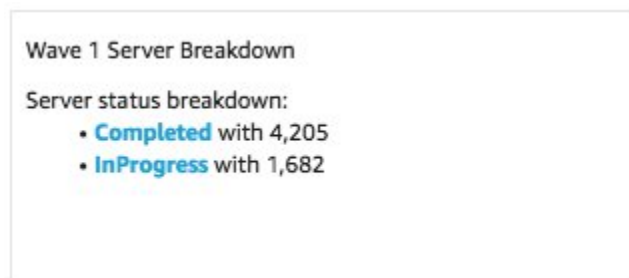 Wave 1 Server Breakdown
Server status breakdown:
• Completed with 4,205
• InProgress with 1,682